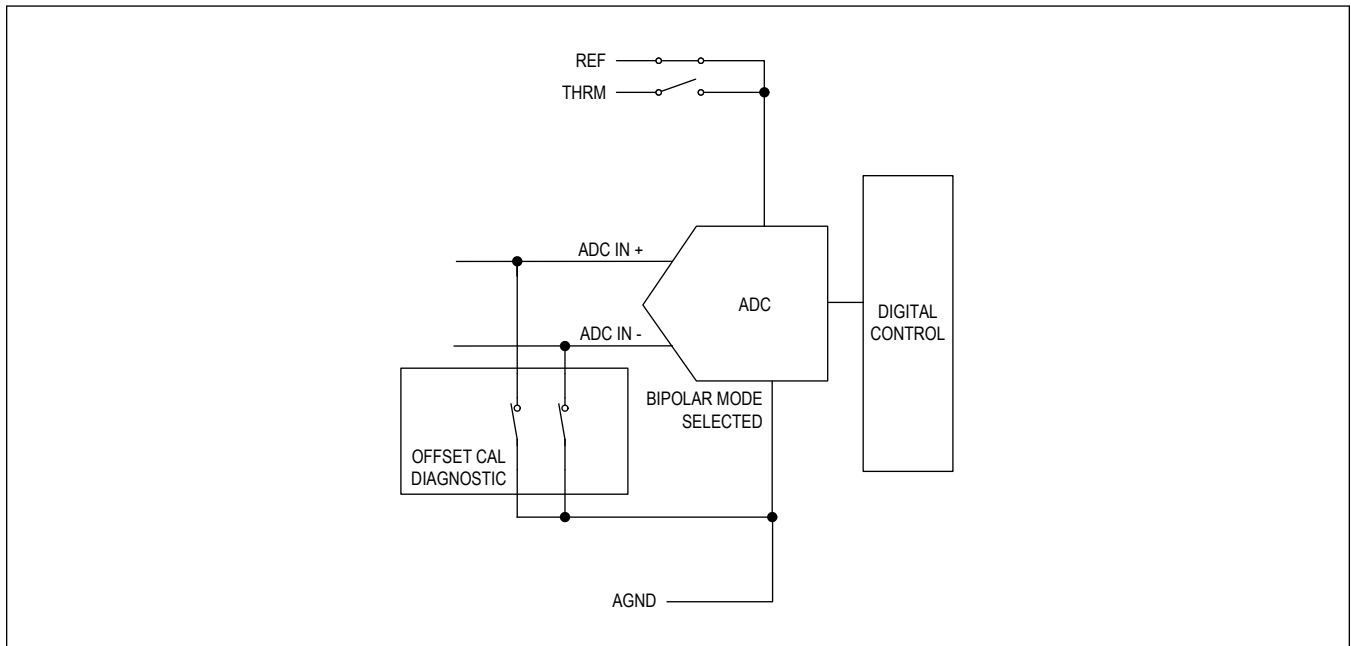 REF
THRM
ADC IN +
ADC
DIGITAL
CONTROL
ADC IN -
BIPOLAR MODE
SELECTED
OFFSET CAL
DIAGNOSTIC
AGND